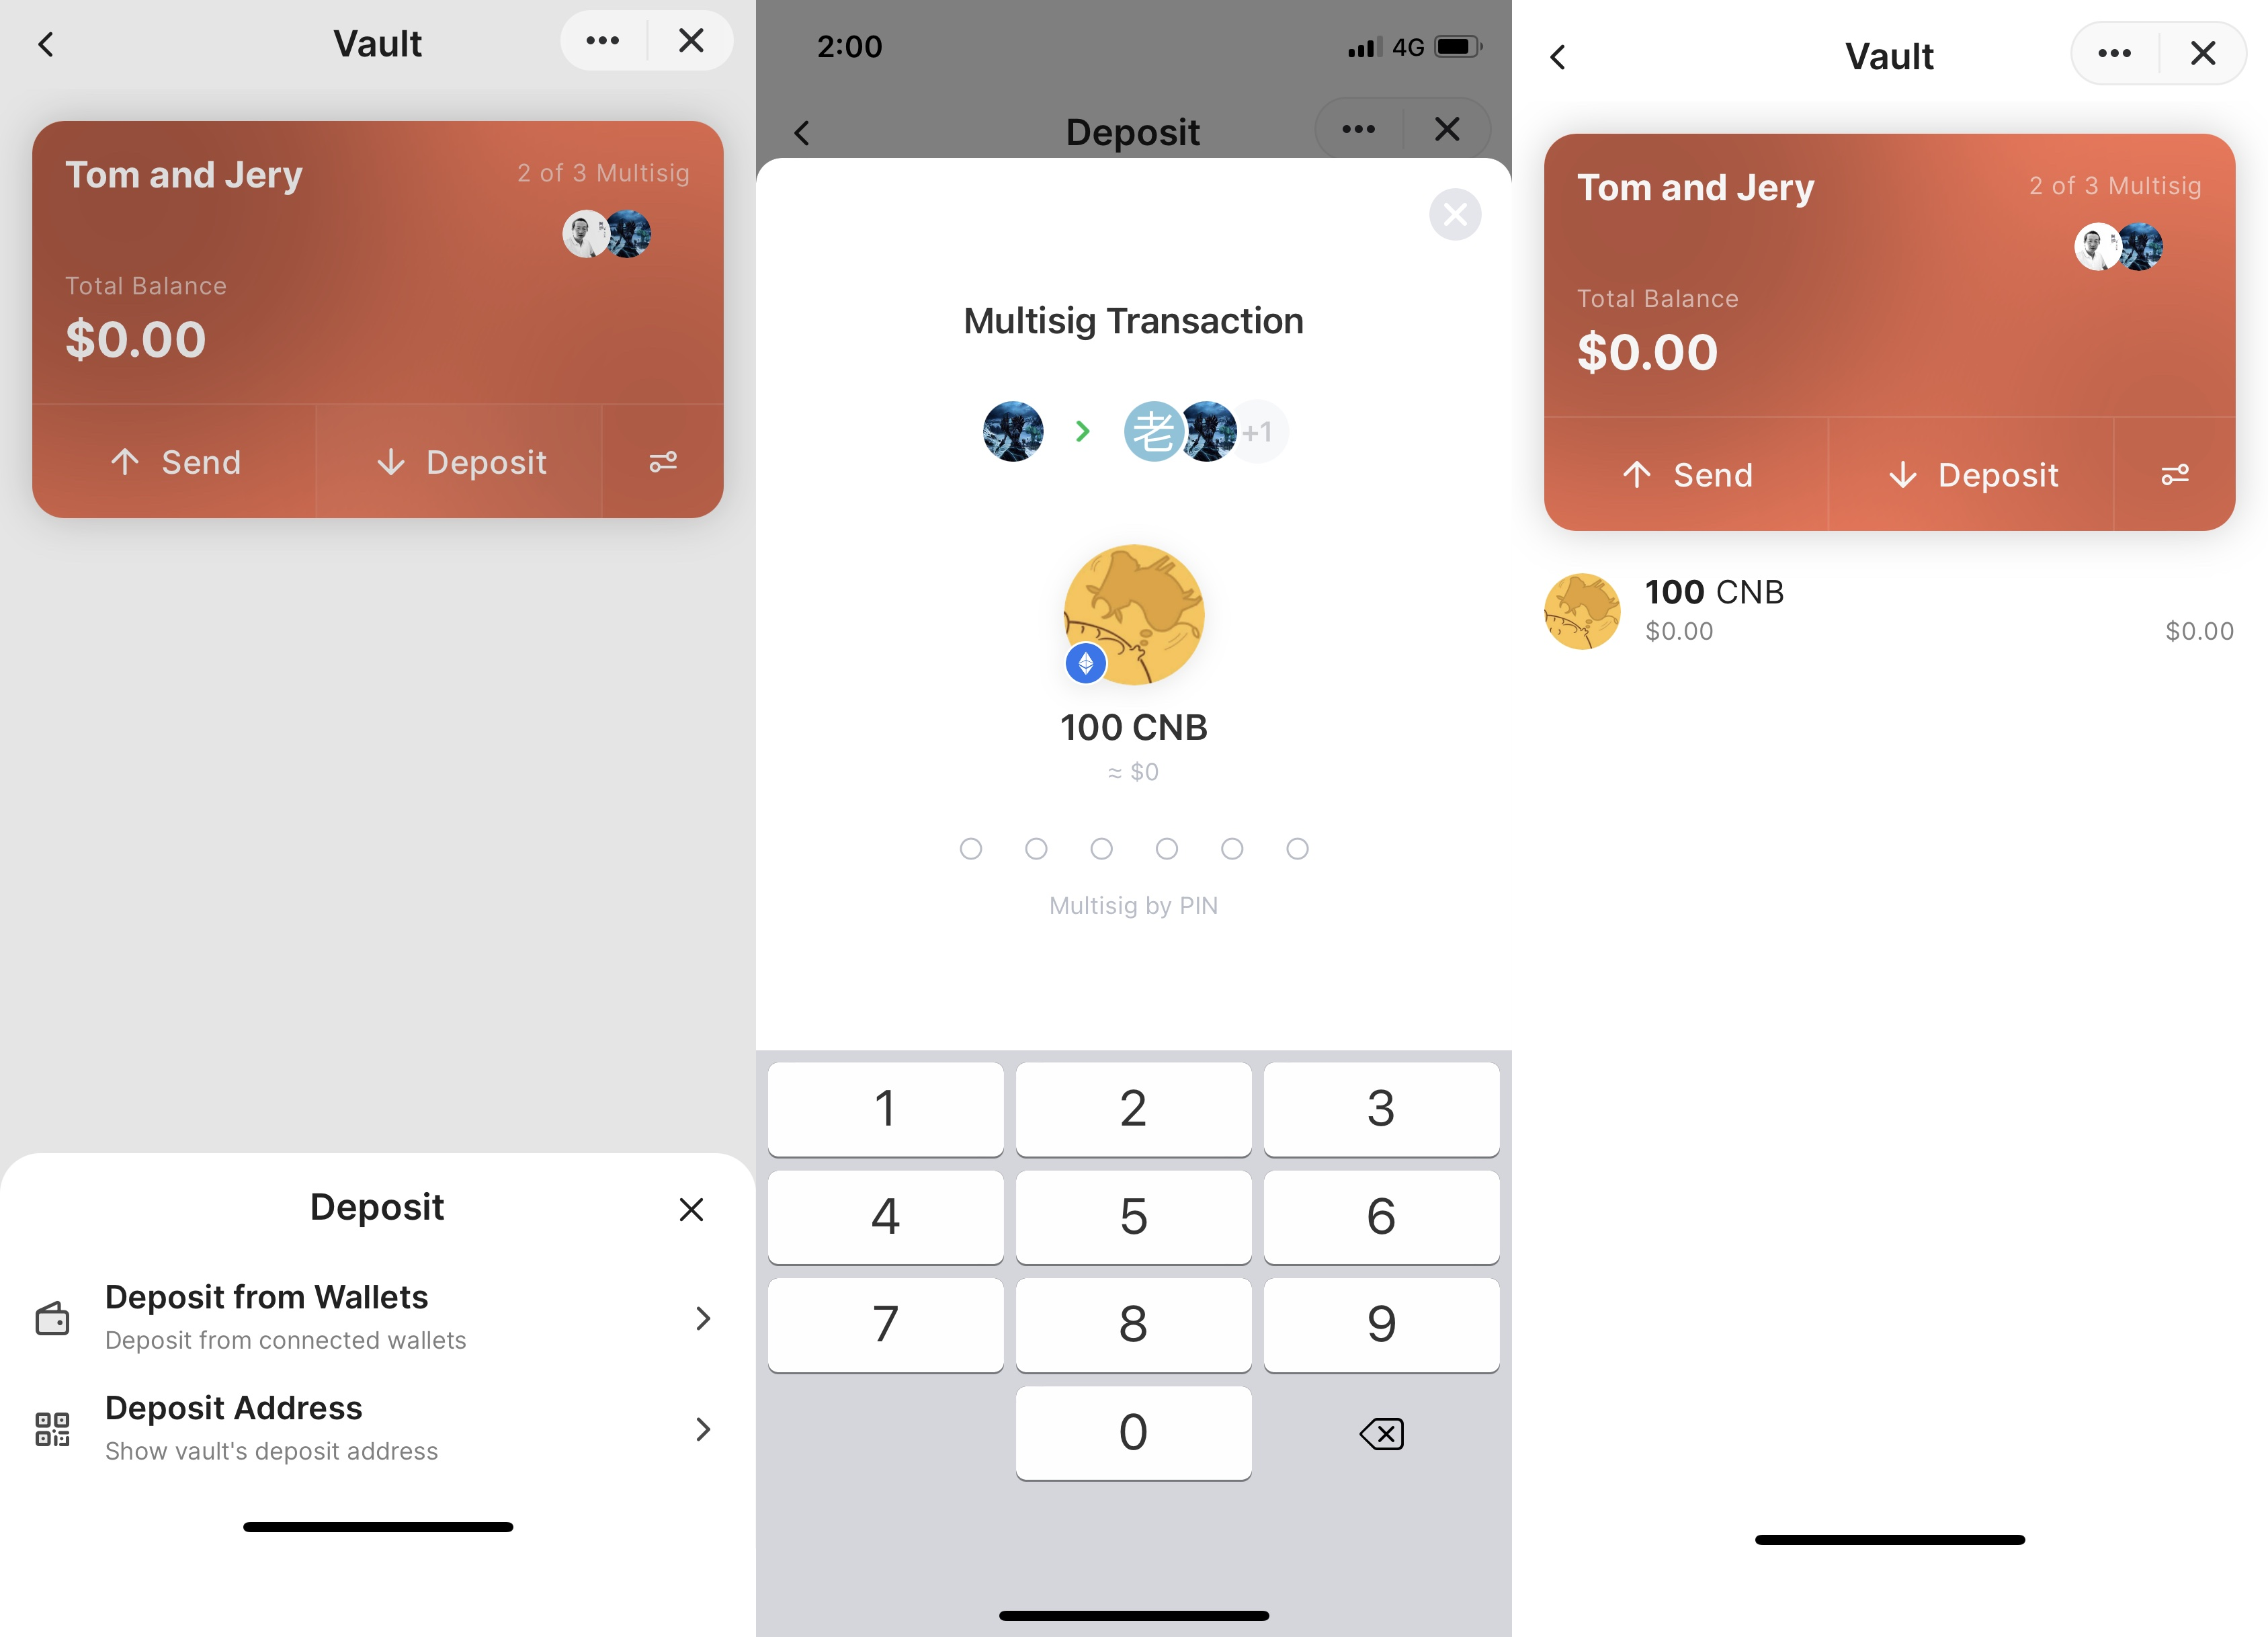 Vault
Tom and Jery
2 of 3 Multisig
Total Balance
$0.00
Send
Deposit
Deposit
Deposit from Wallets
Deposit from connected wallets
Deposit Address
Show vault's deposit address
2:00
4G
Deposit
Multisig Transaction
老
+1
100 CNB
≈ $0
Multisig by PIN
1
2
3
4
5
6
7
8
9
0
Vault
Tom and Jery
2 of 3 Multisig
Total Balance
$0.00
Send
Deposit
100 CNB
$0.00
$0.00